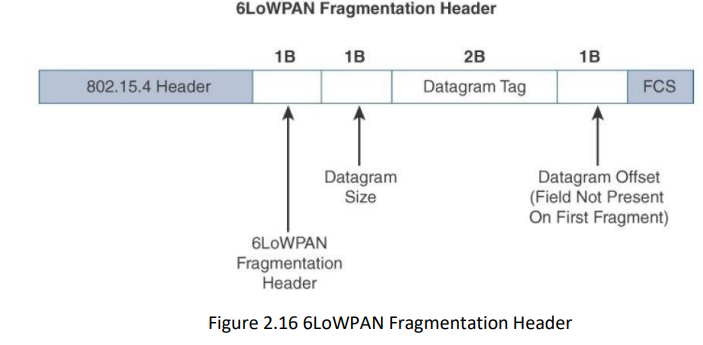 6LoWPAN Fragmentation Header
1B 1B 2B 1B
802.15.4 Header Datagram Tag FCS
Datagram
Size
Datagram Offset
(Field Not Present
On First Fragment)
6LoWPAN
Fragmentation
Header
Figure 2.16 6LoWPAN Fragmentation Header